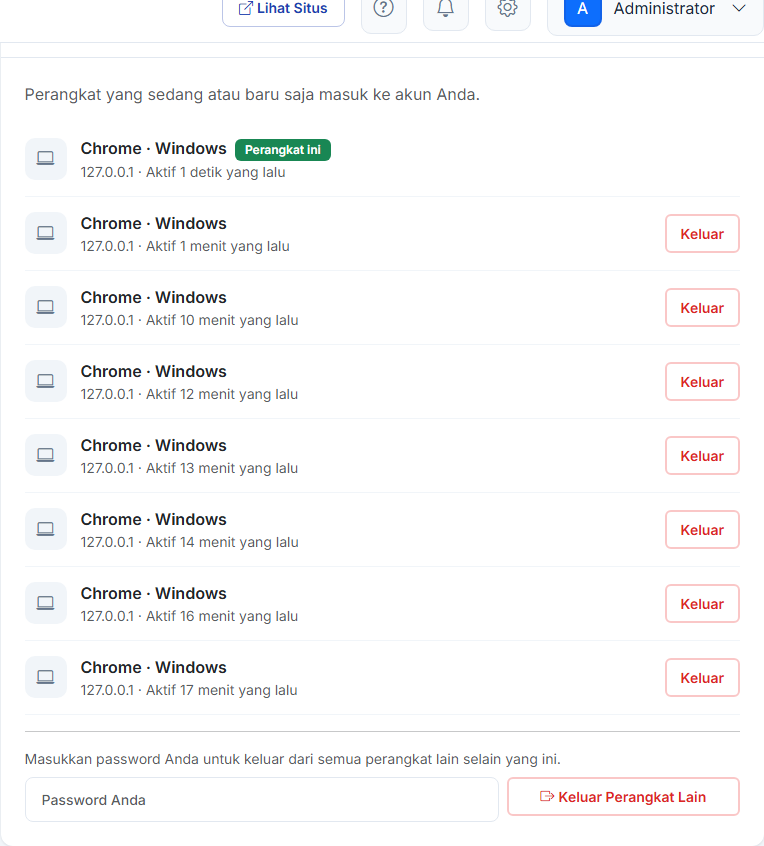 Lihat Situs
?
A Administrator
Perangkat yang sedang atau baru saja masuk ke akun Anda.
Chrome · Windows Perangkat ini
127.0.0.1 · Aktif 1 detik yang lalu
Chrome · Windows
127.0.0.1 · Aktif 1 menit yang lalu
Keluar
Chrome · Windows
127.0.0.1 · Aktif 10 menit yang lalu
Keluar
Chrome · Windows
127.0.0.1 · Aktif 12 menit yang lalu
Keluar
Chrome · Windows
127.0.0.1 · Aktif 13 menit yang lalu
Keluar
Chrome · Windows
127.0.0.1 · Aktif 14 menit yang lalu
Keluar
Chrome · Windows
127.0.0.1 · Aktif 16 menit yang lalu
Keluar
Chrome · Windows
127.0.0.1 · Aktif 17 menit yang lalu
Keluar
Masukkan password Anda untuk keluar dari semua perangkat lain selain yang ini.
Password Anda
Keluar Perangkat Lain